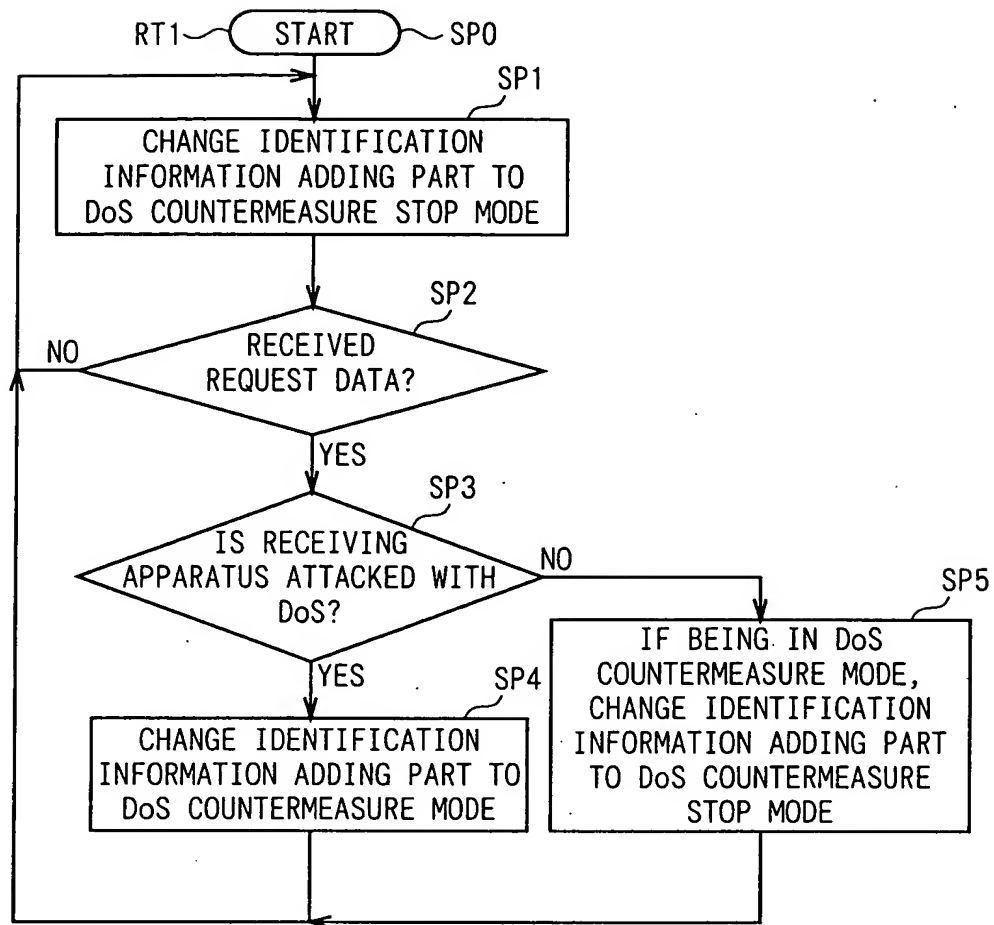 RT1 START SP0
SP1
CHANGE IDENTIFICATION
INFORMATION ADDING PART TO
DoS COUNTERMEASURE STOP MODE
SP2
NO
RECEIVED
REQUEST DATA?
YES
SP3
IS RECEIVING
APPARATUS ATTACKED WITH
DoS?
NO
YES
SP4
CHANGE IDENTIFICATION
INFORMATION ADDING PART TO
DoS COUNTERMEASURE MODE
SP5
IF BEING IN DoS
COUNTERMEASURE MODE,
CHANGE IDENTIFICATION
INFORMATION ADDING PART
TO DoS COUNTERMEASURE
STOP MODE